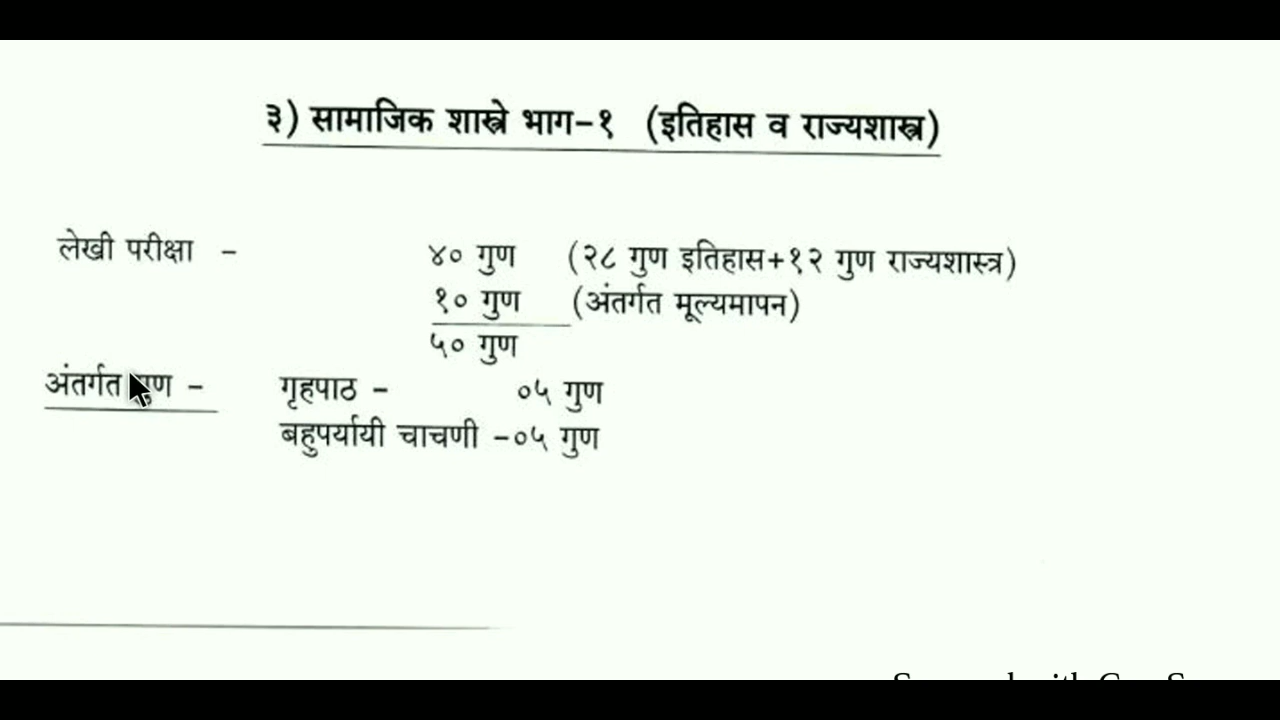 ३) सामाजिक शास्त्रे भाग-१ (इतिहास व राज्यशास्त्र)
लेखी परीक्षा - ४० गुण (२८ गुण इतिहास+१२ गुण राज्यशास्त्र)
१० गुण (अंतर्गत मूल्यमापन)
५० गुण
अंतर्गत गुण - गृहपाठ - ०५ गुण
बहुपर्यायी चाचणी -०५ गुण